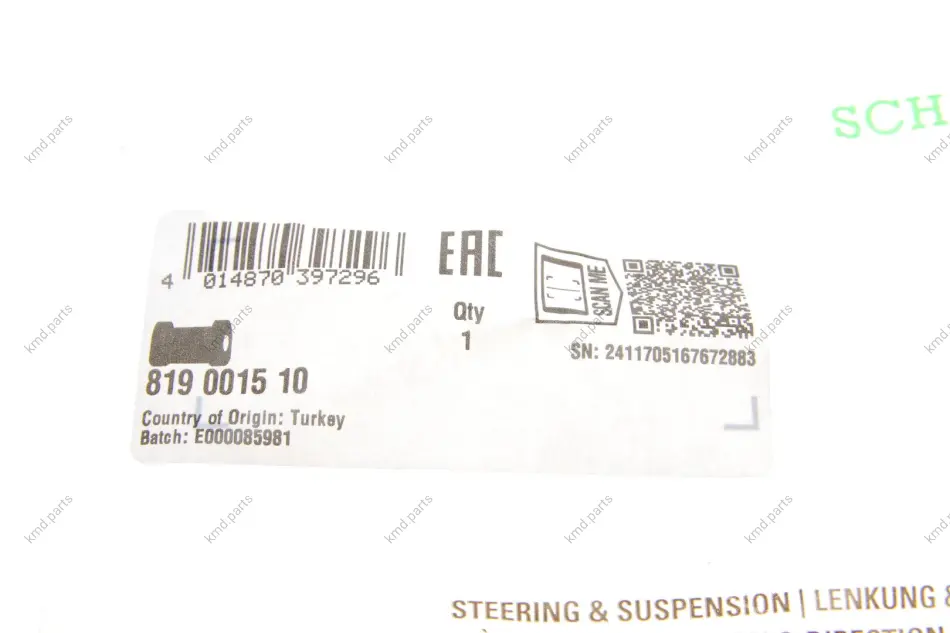 SCH
4 014870 397296
EAC
Qty
1
SCAN ME
SN: 2411705167672883
819 0015 10
Country of Origin: Turkey
Batch: E000085981
STEERING & SUSPENSION | LENKUNG &
kmd.parts